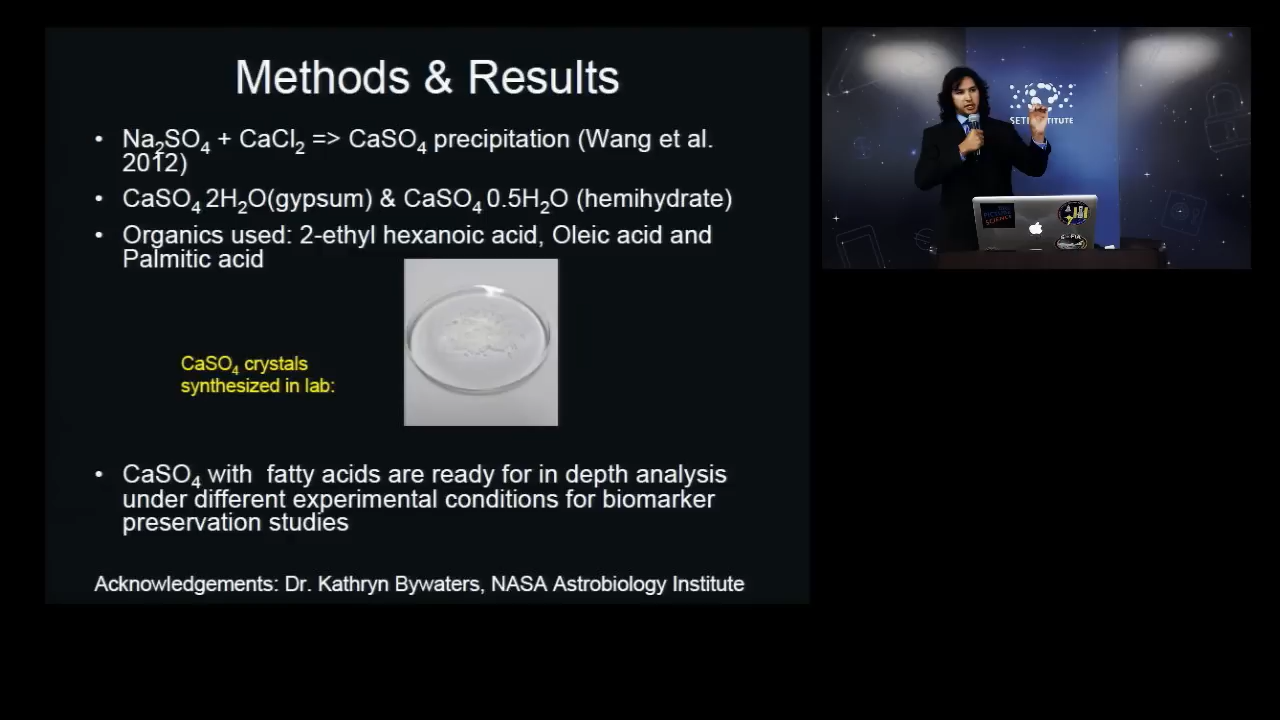 Methods & Results
• Na₂SO₄ + CaCl₂ => CaSO₄ precipitation (Wang et al.
2012)
• CaSO₄ 2H₂O(gypsum) & CaSO₄ 0.5H₂O (hemihydrate)
• Organics used: 2-ethyl hexanoic acid, Oleic acid and
Palmitic acid
CaSO₄ crystals
synthesized in lab:
• CaSO₄ with  fatty acids are ready for in depth analysis
under different experimental conditions for biomarker
preservation studies
Acknowledgements: Dr. Kathryn Bywaters, NASA Astrobiology Institute
SCIENCE